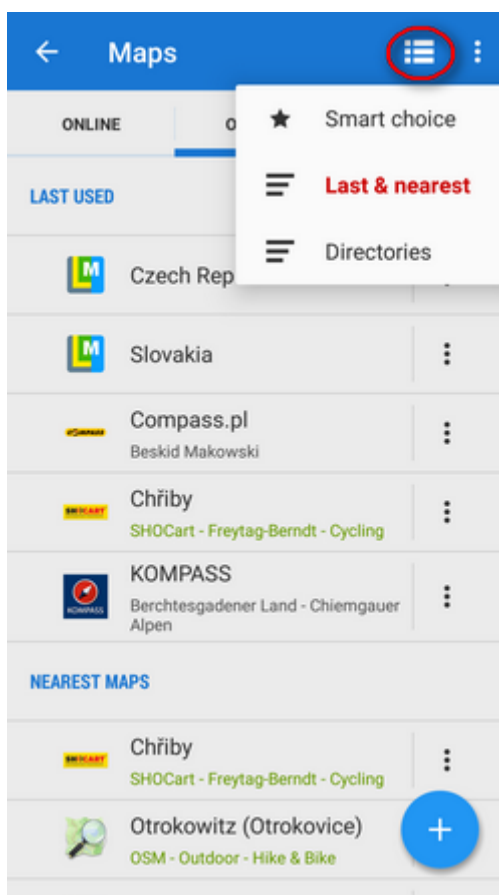 Maps
ONLINE
O
Smart choice
Last & nearest
Directories
LAST USED
Czech Rep
Slovakia
Compass.pl
Beskid Makowski
Chřiby
SHOCart - Freytag-Berndt - Cycling
KOMPASS
Berchtesgadener Land - Chiemgauer
Alpen
NEAREST MAPS
Chřiby
SHOCart - Freytag-Berndt - Cycling
Otrokowitz (Otrokovice)
OSM - Outdoor - Hike & Bike